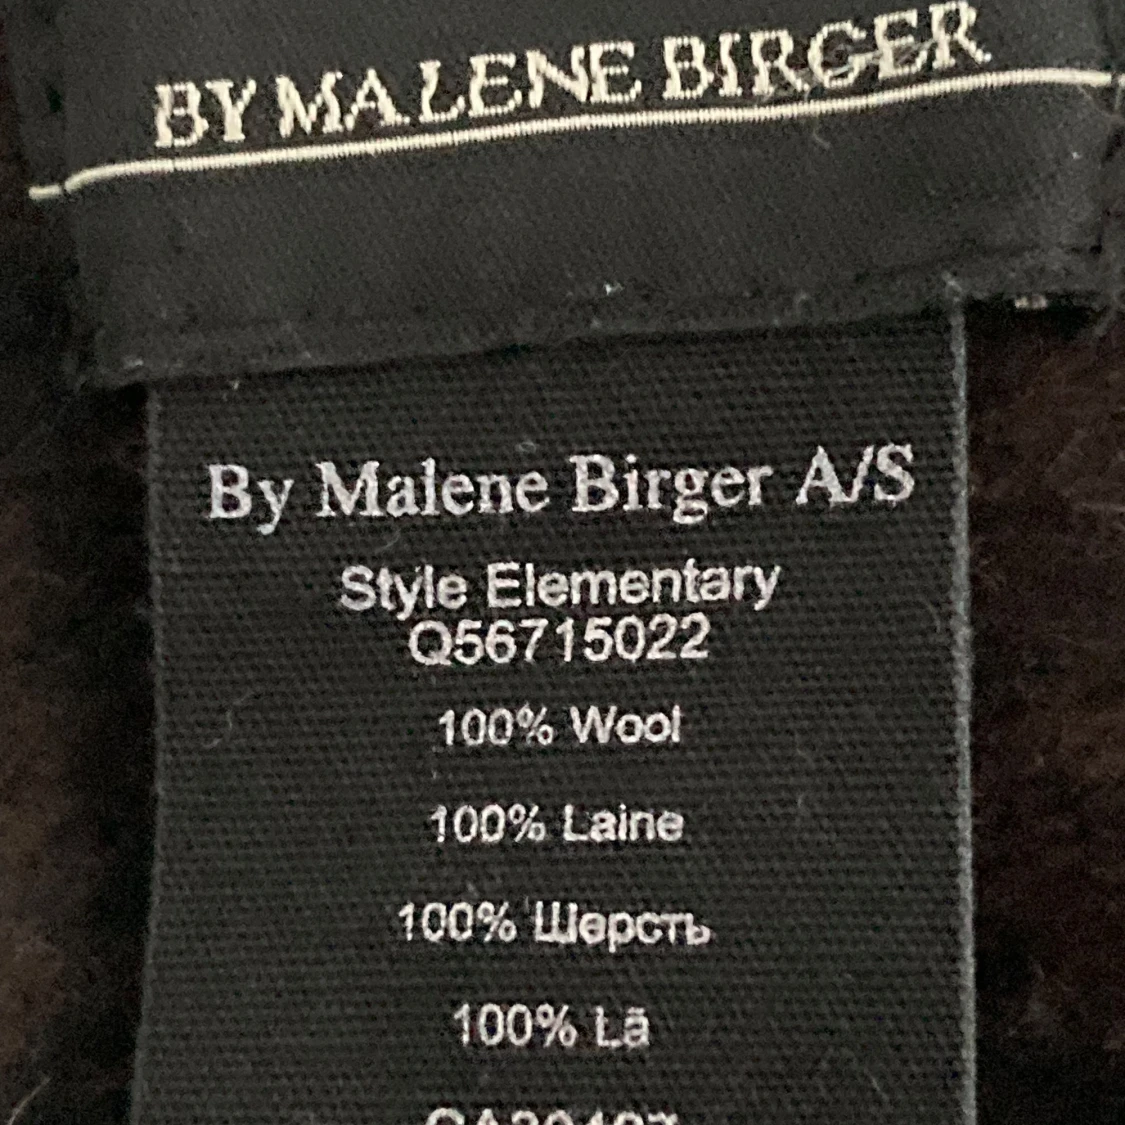 BY MALENE BIRGER
By Malene Birger A/S
Style Elementary
Q56715022
100% Wool
100% Laine
100% Шерсть
100% Lã